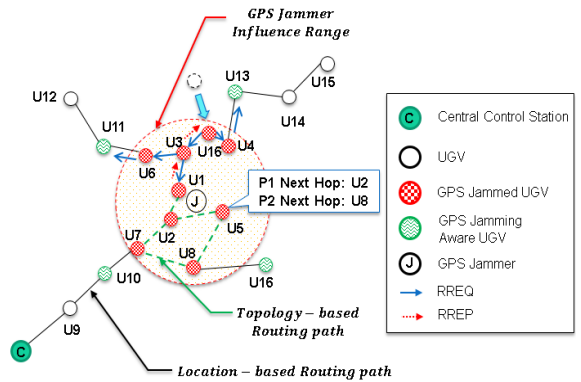 GPS Jammer
Influence Range
U12
U13
U15
U11
U14
U3
U16
U4
U6
U1
J
P1 Next Hop: U2
P2 Next Hop: U8
U2
U5
U7
U8
U16
U10
U9
C
Topology – based
Routing path
Location – based Routing path
C Central Control Station
UGV
GPS Jammed UGV
GPS Jamming
Aware UGV
J GPS Jammer
RREQ
RREP